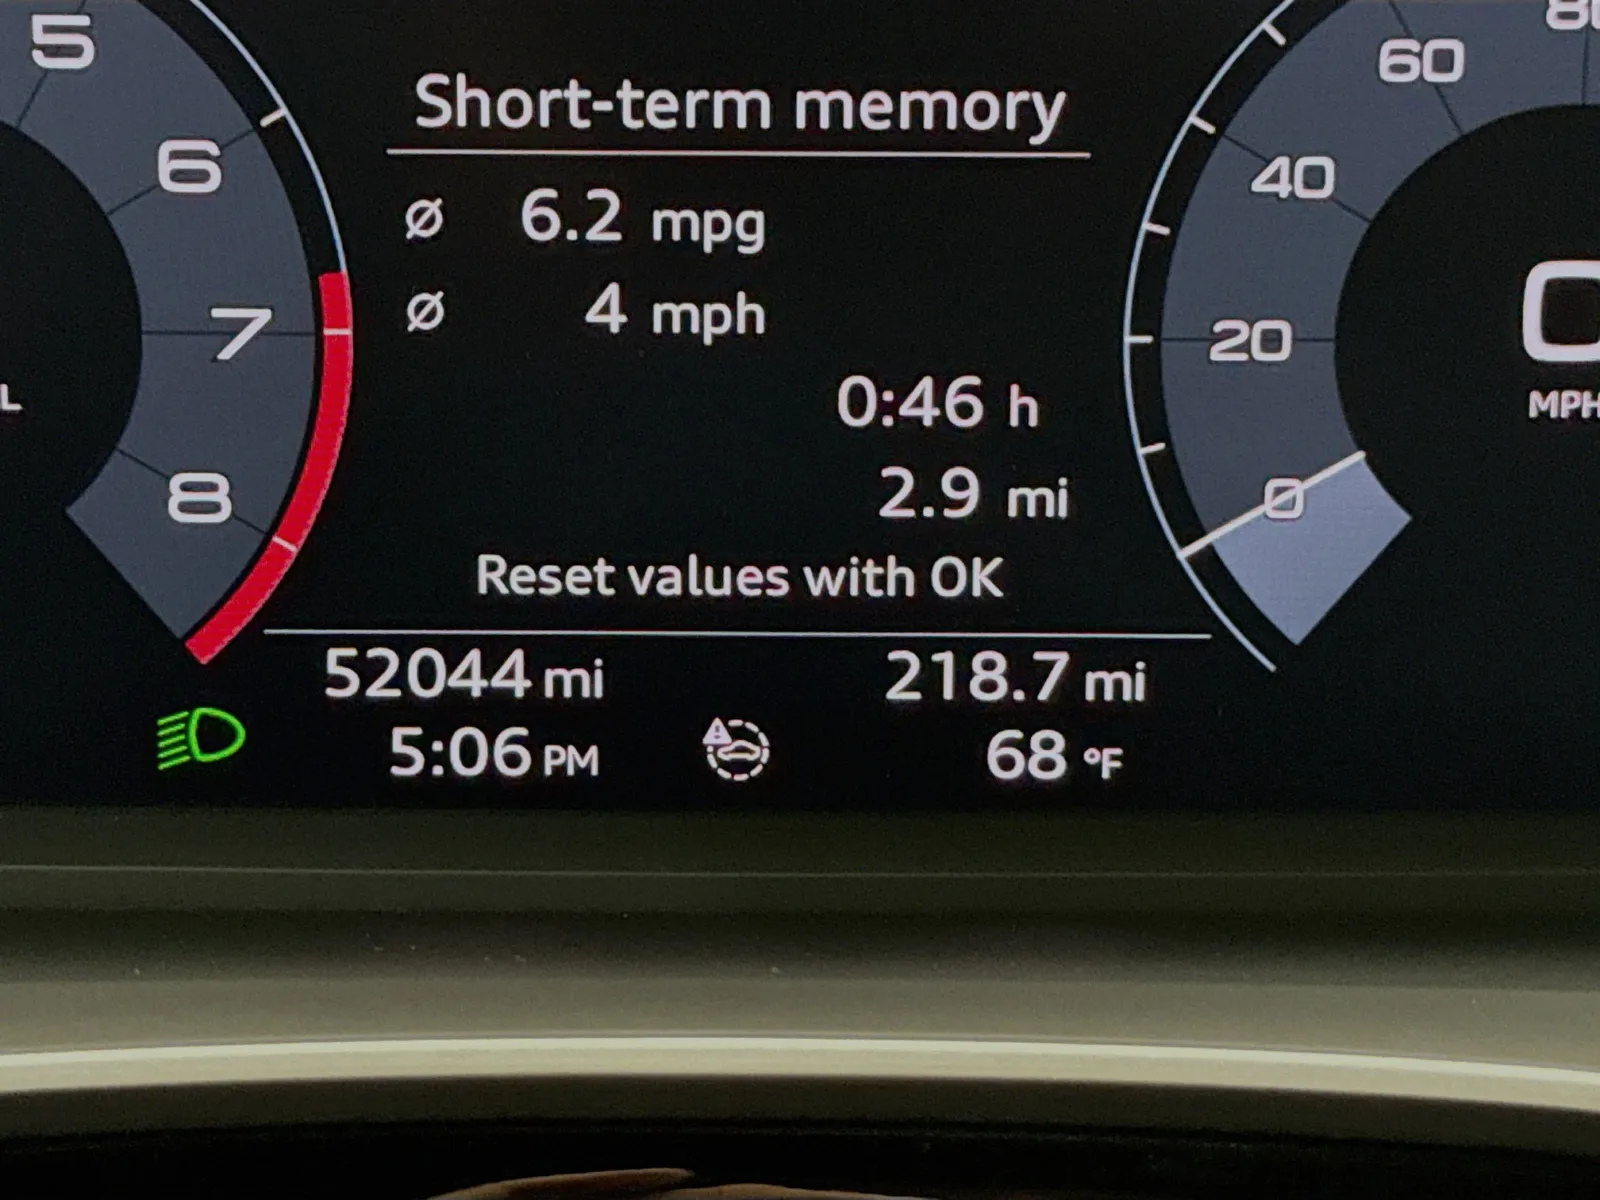 5
6
7
8
L
Short-term memory
Ø 6.2 mpg
Ø 4 mph
0:46 h
2.9 mi
Reset values with OK
52044 mi 218.7 mi
5:06 PM 68 °F
60
40
20
0
0
MPH